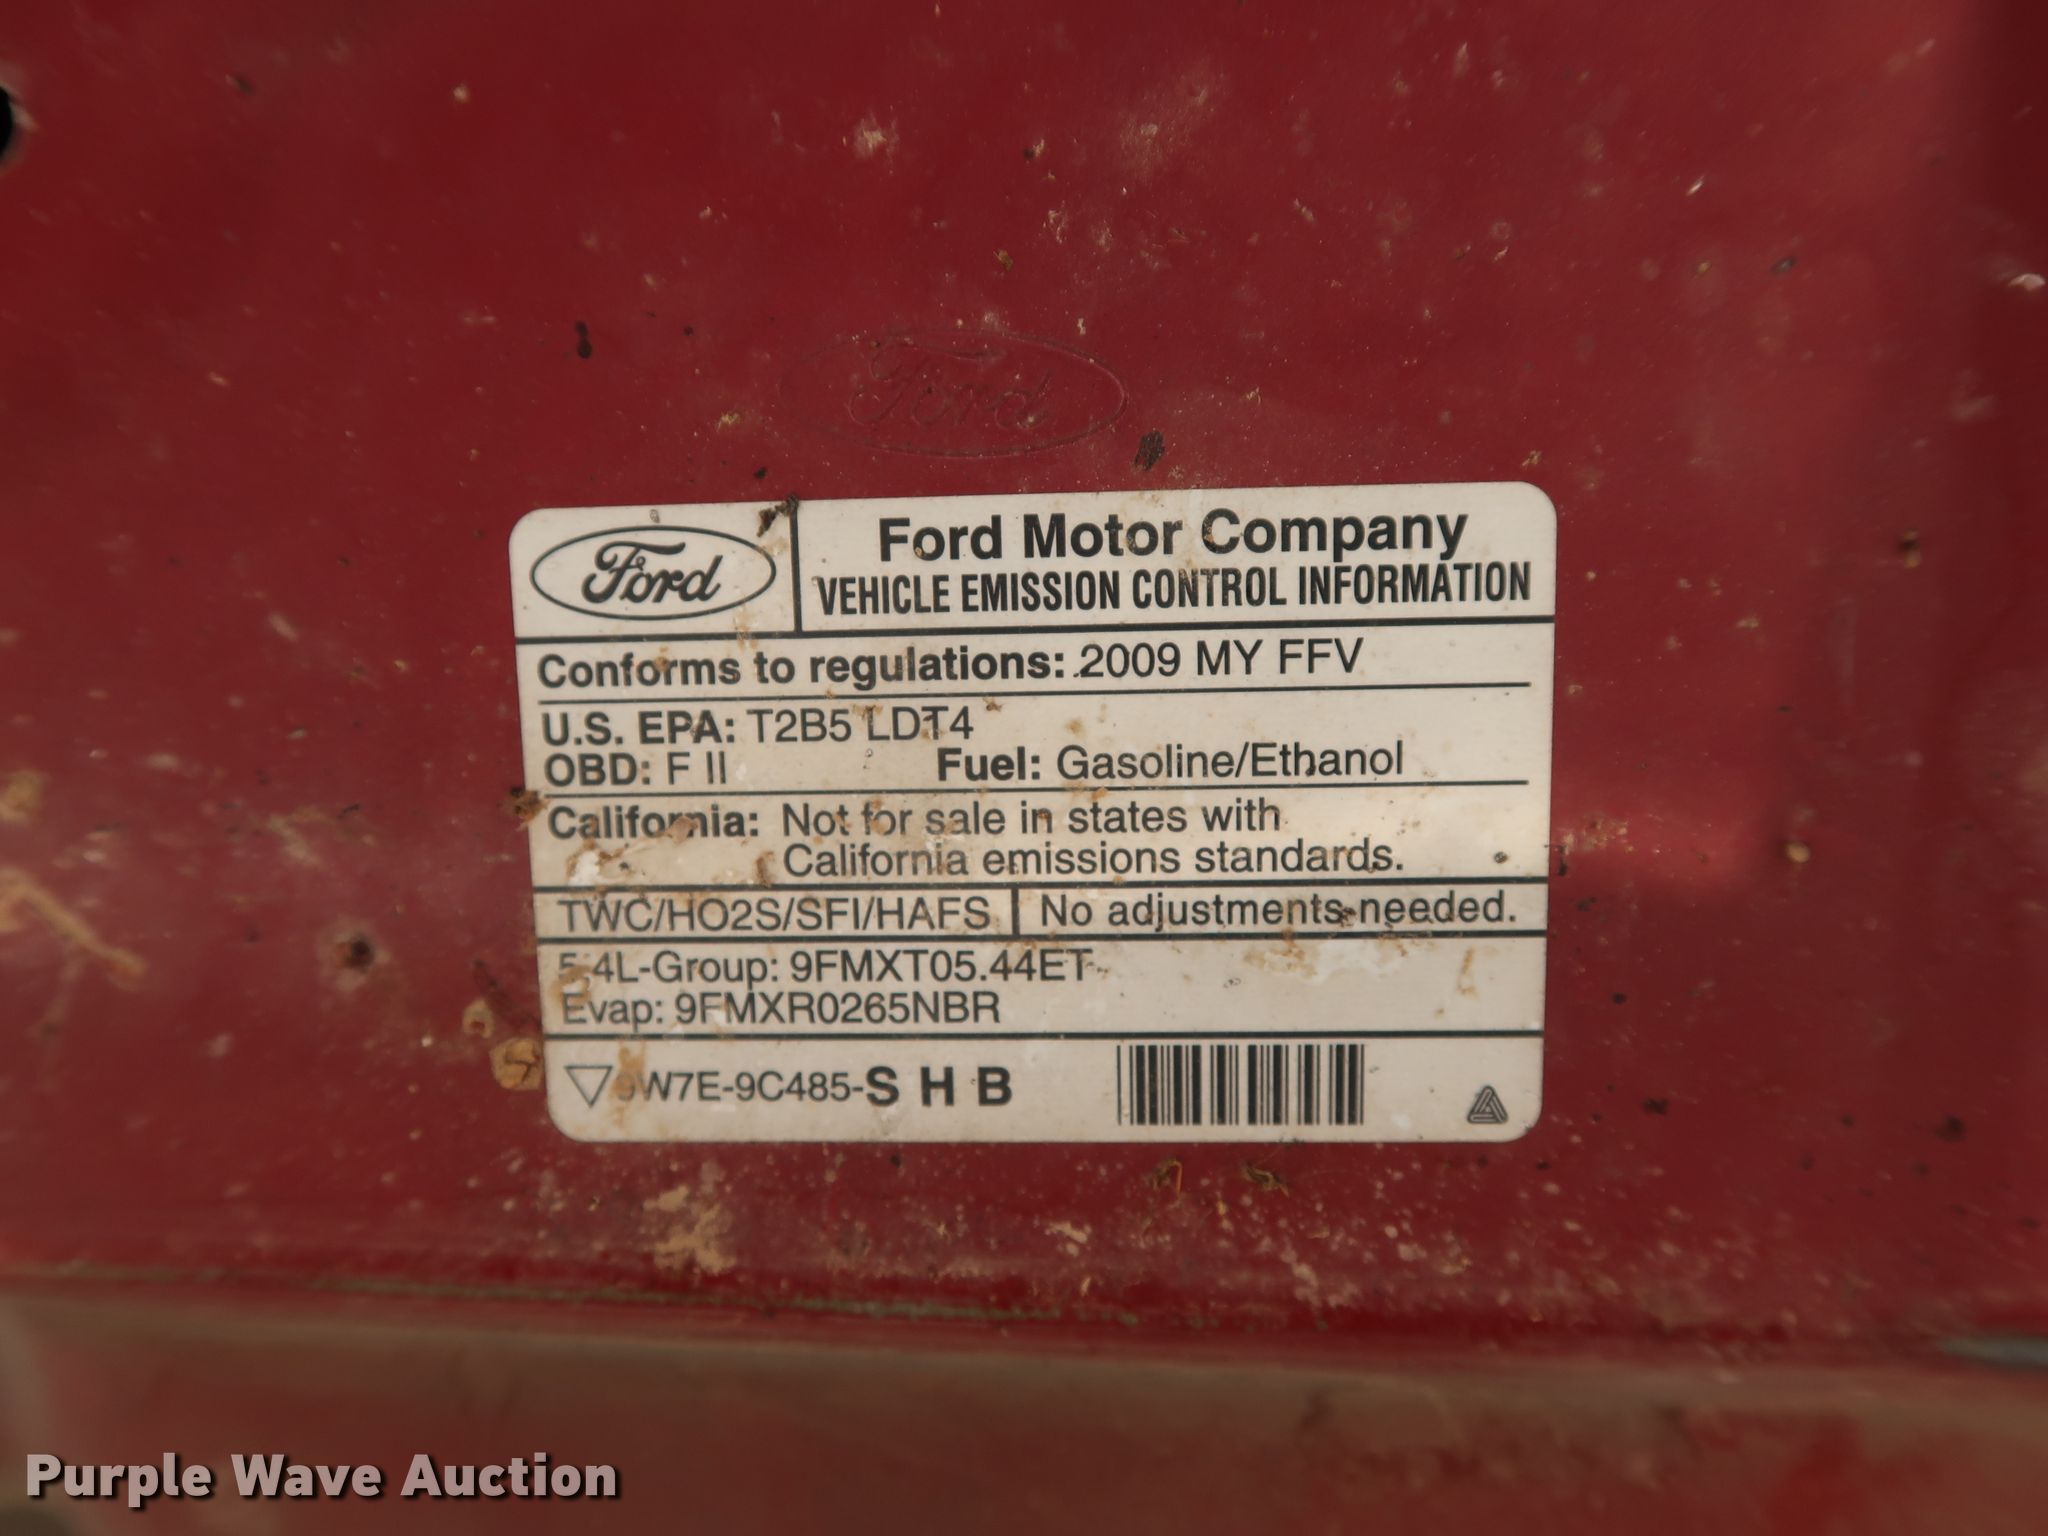 Ford
Ford
Ford Motor Company
VEHICLE EMISSION CONTROL INFORMATION
Conforms to regulations: 2009 MY FFV
U.S. EPA: T2B5 LDT4
OBD: F II Fuel: Gasoline/Ethanol
California: Not for sale in states with
California emissions standards.
TWC/HO2S/SFI/HAFS No adjustments needed.
5.4L-Group: 9FMXT05.44ET
Evap: 9FMXR0265NBR
9W7E-9C485-S H B
Purple Wave Auction